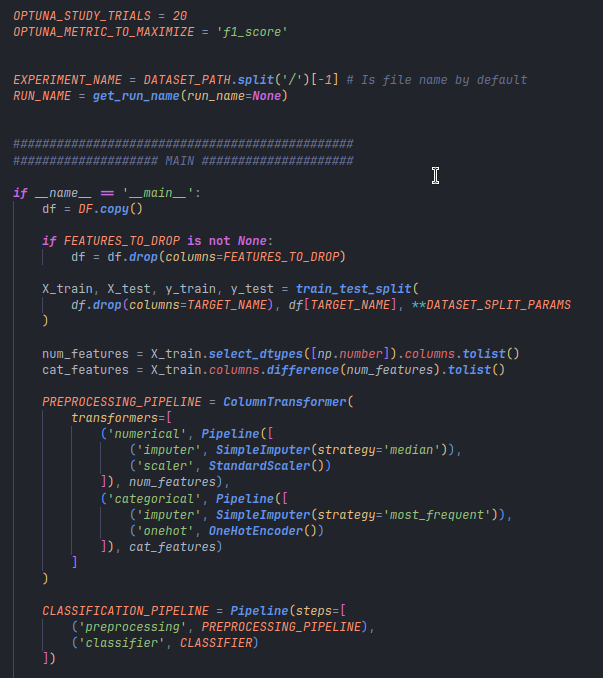 OPTUNA_STUDY_TRIALS = 20
OPTUNA_METRIC_TO_MAXIMIZE = 'f1_score'
EXPERIMENT_NAME = DATASET_PATH.split('/')[-1] # Is file name by default
RUN_NAME = get_run_name(run_name=None)
###############################################
#################### MAIN #####################
if __name__ == '__main__':
df = DF.copy()
if FEATURES_TO_DROP is not None:
df = df.drop(columns=FEATURES_TO_DROP)
X_train, X_test, y_train, y_test = train_test_split(
df.drop(columns=TARGET_NAME), df[TARGET_NAME], **DATASET_SPLIT_PARAMS
)
num_features = X_train.select_dtypes([np.number]).columns.tolist()
cat_features = X_train.columns.difference(num_features).tolist()
PREPROCESSING_PIPELINE = ColumnTransformer(
transformers=[
('numerical', Pipeline([
('imputer', SimpleImputer(strategy='median')),
('scaler', StandardScaler())
]), num_features),
('categorical', Pipeline([
('imputer', SimpleImputer(strategy='most_frequent')),
('onehot', OneHotEncoder())
]), cat_features)
]
)
CLASSIFICATION_PIPELINE = Pipeline(steps=[
('preprocessing', PREPROCESSING_PIPELINE),
('classifier', CLASSIFIER)
])